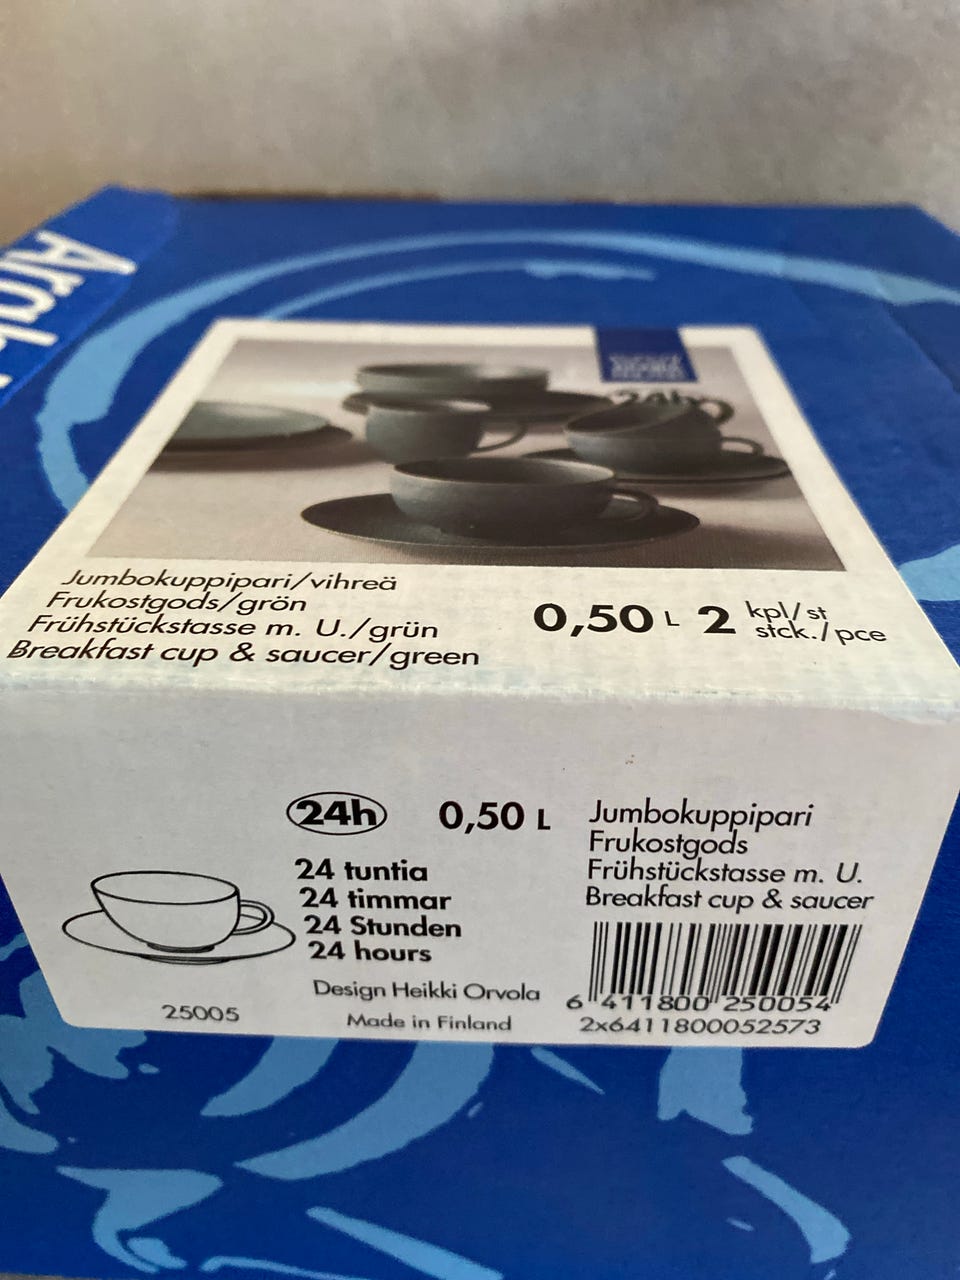 24h
Jumbokuppipari/vihreä
Frukostgods/grön
Frühstückstasse m. U./grün
Breakfast cup & saucer/green
0,50 L 2 kpl/st
stck./pce
24h 0,50 L
24 tuntia
24 timmar
24 Stunden
24 hours
Design Heikki Orvola
Made in Finland
25005
Jumbokuppipari
Frukostgods
Frühstückstasse m. U.
Breakfast cup & saucer
6 411800 250054
2x6411800052573